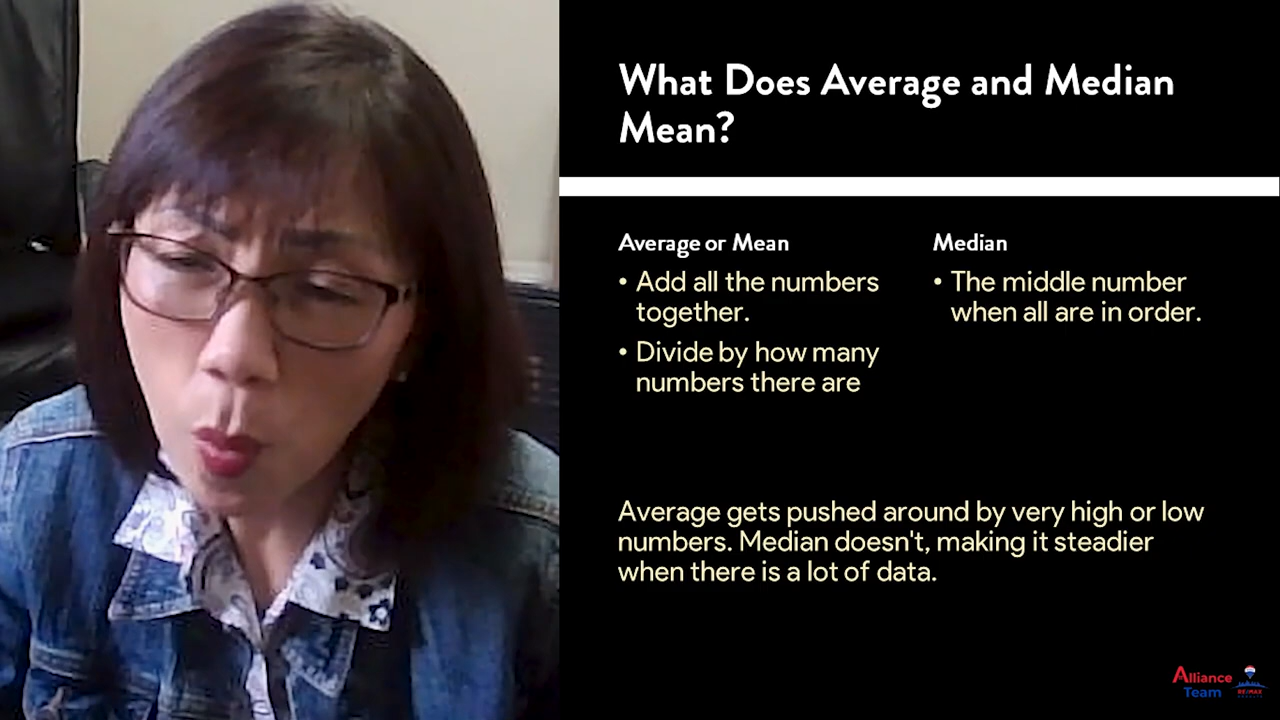 What Does Average and Median
Mean?
Average or Mean
• Add all the numbers
together.
• Divide by how many
numbers there are
Median
• The middle number
when all are in order.
Average gets pushed around by very high or low
numbers. Median doesn't, making it steadier
when there is a lot of data.
Alliance
Team
RE/MAX